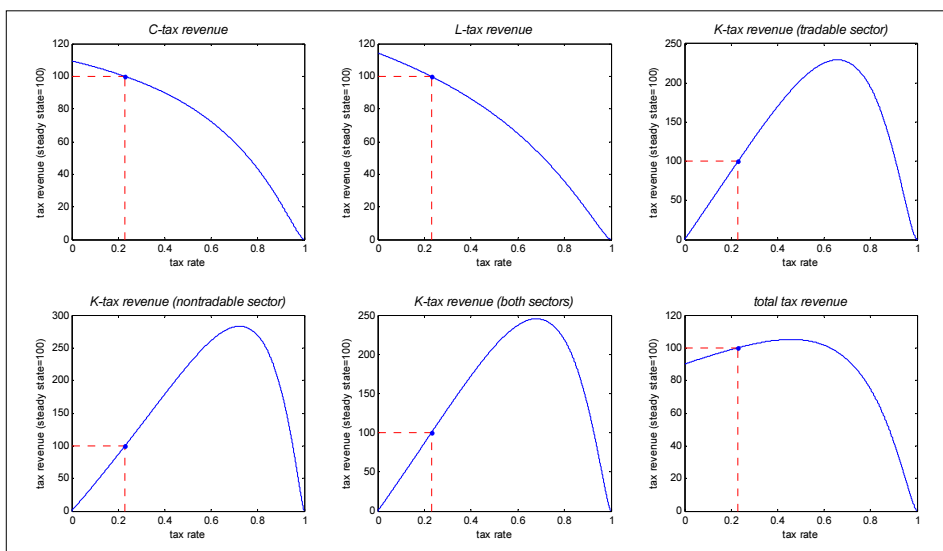 C-tax revenue
tax revenue (steady state=100)
120
100
80
60
40
20
0
0 0.2 0.4 0.6 0.8 1
tax rate
L-tax revenue
tax revenue (steady state=100)
120
100
80
60
40
20
0
0 0.2 0.4 0.6 0.8 1
tax rate
K-tax revenue (tradable sector)
tax revenue (steady state=100)
250
200
150
100
50
0
0 0.2 0.4 0.6 0.8 1
tax rate
K-tax revenue (nontradable sector)
tax revenue (steady state=100)
300
250
200
150
100
50
0
0 0.2 0.4 0.6 0.8 1
tax rate
K-tax revenue (both sectors)
tax revenue (steady state=100)
250
200
150
100
50
0
0 0.2 0.4 0.6 0.8 1
tax rate
total tax revenue
tax revenue (steady state=100)
120
100
80
60
40
20
0
0 0.2 0.4 0.6 0.8 1
tax rate